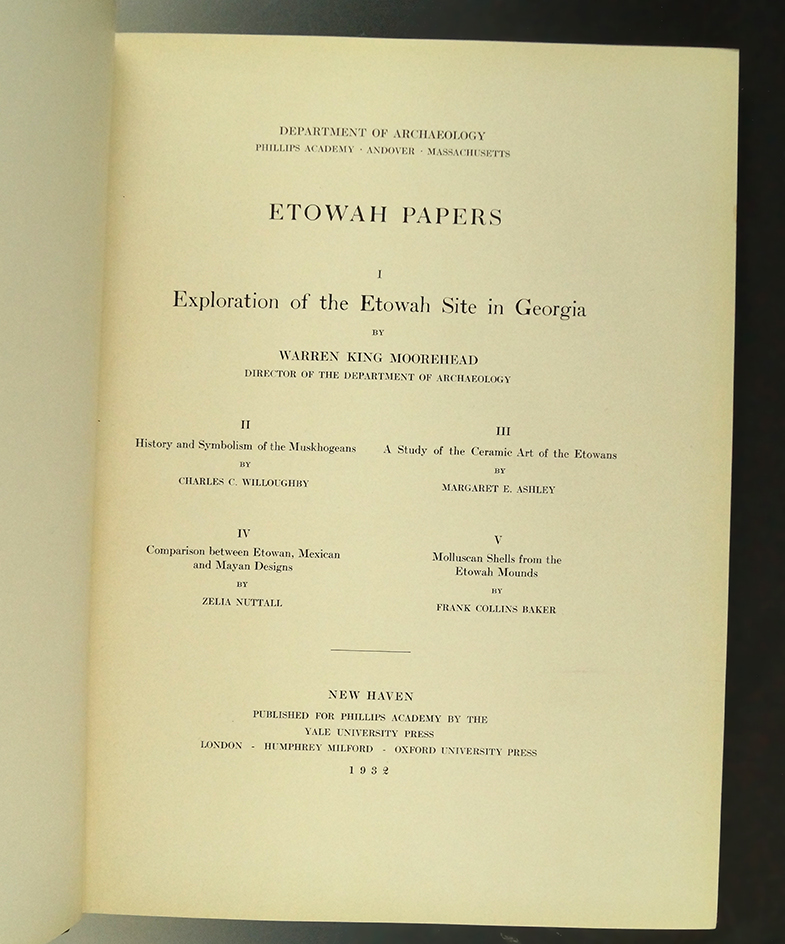 DEPARTMENT OF ARCHAEOLOGY
PHILLIPS ACADEMY · ANDOVER · MASSACHUSETTS
ETOWAH PAPERS
I
Exploration of the Etowah Site in Georgia
BY
WARREN KING MOOREHEAD
DIRECTOR OF THE DEPARTMENT OF ARCHAEOLOGY
II
History and Symbolism of the Muskhogeans
BY
CHARLES C. WILLOUGHBY
III
A Study of the Ceramic Art of the Etowans
BY
MARGARET E. ASHLEY
IV
Comparison between Etowan, Mexican
and Mayan Designs
BY
ZELIA NUTTALL
V
Molluscan Shells from the
Etowah Mounds
BY
FRANK COLLINS BAKER
NEW HAVEN
PUBLISHED FOR PHILLIPS ACADEMY BY THE
YALE UNIVERSITY PRESS
LONDON - HUMPHREY MILFORD - OXFORD UNIVERSITY PRESS
1932